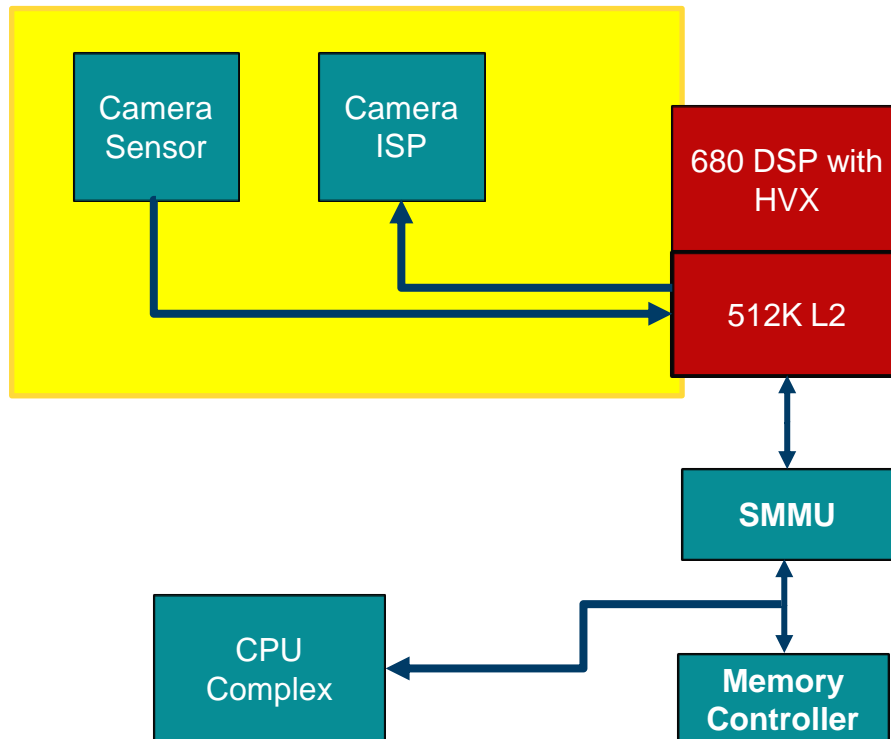 Camera
Sensor
Camera
ISP
680 DSP with
HVX
512K L2
SMMU
CPU
Complex
Memory
Controller